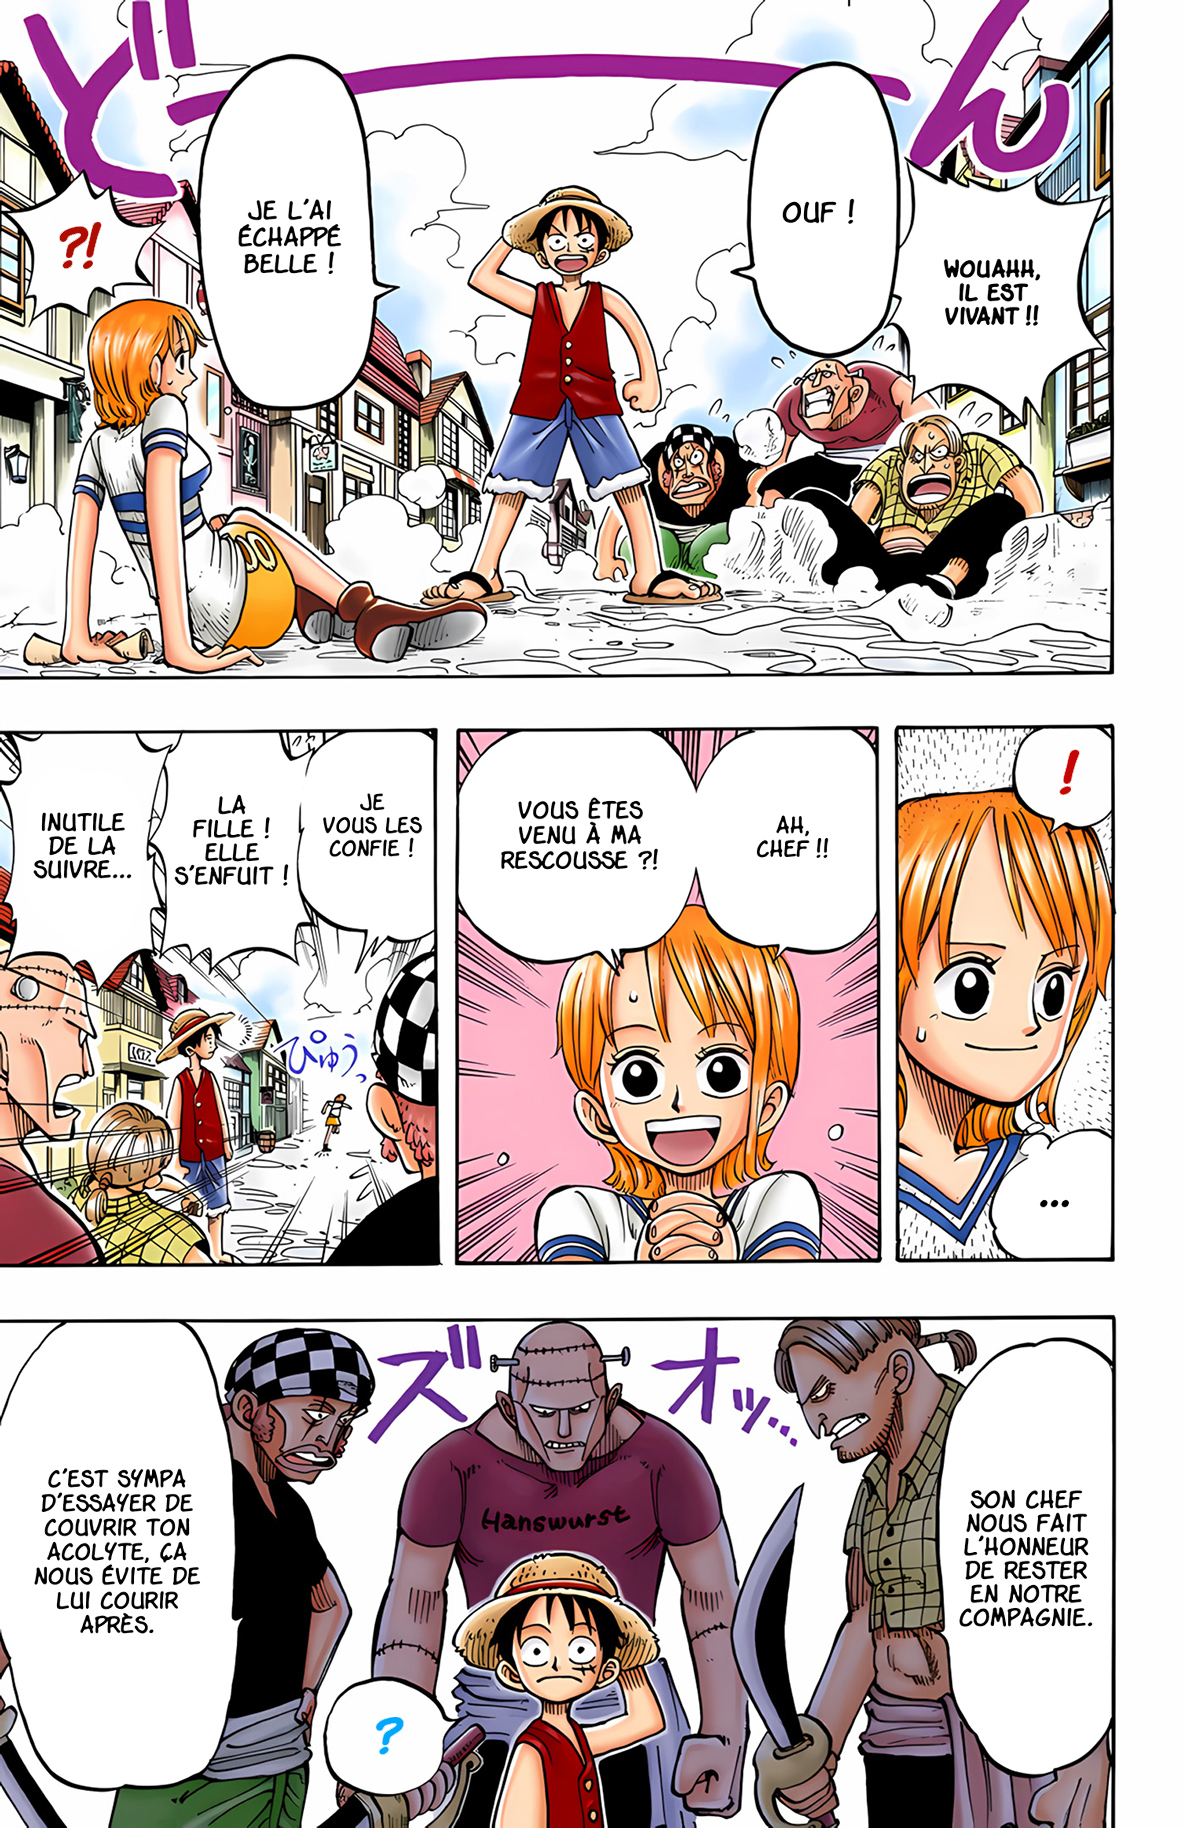 どーん
WOUAHH,
IL EST
VIVANT !!
OUF !
JE L'AI
ÉCHAPPÉ
BELLE !
?!
!
...
AH,
CHEF !!
VOUS ÊTES
VENU À MA
RESCOUSSE ?!
JE
VOUS LES
CONFIE !
LA
FILLE !
ELLE
S'ENFUIT !
INUTILE
DE LA
SUIVRE...
ぴゅうっ
ズオッ...
SON CHEF
NOUS FAIT
L'HONNEUR
DE RESTER
EN NOTRE
COMPAGNIE.
Hanswurst
?
C'EST SYMPA
D'ESSAYER DE
COUVRIR TON
ACOLYTE, ÇA
NOUS ÉVITE DE
LUI COURIR
APRÈS.